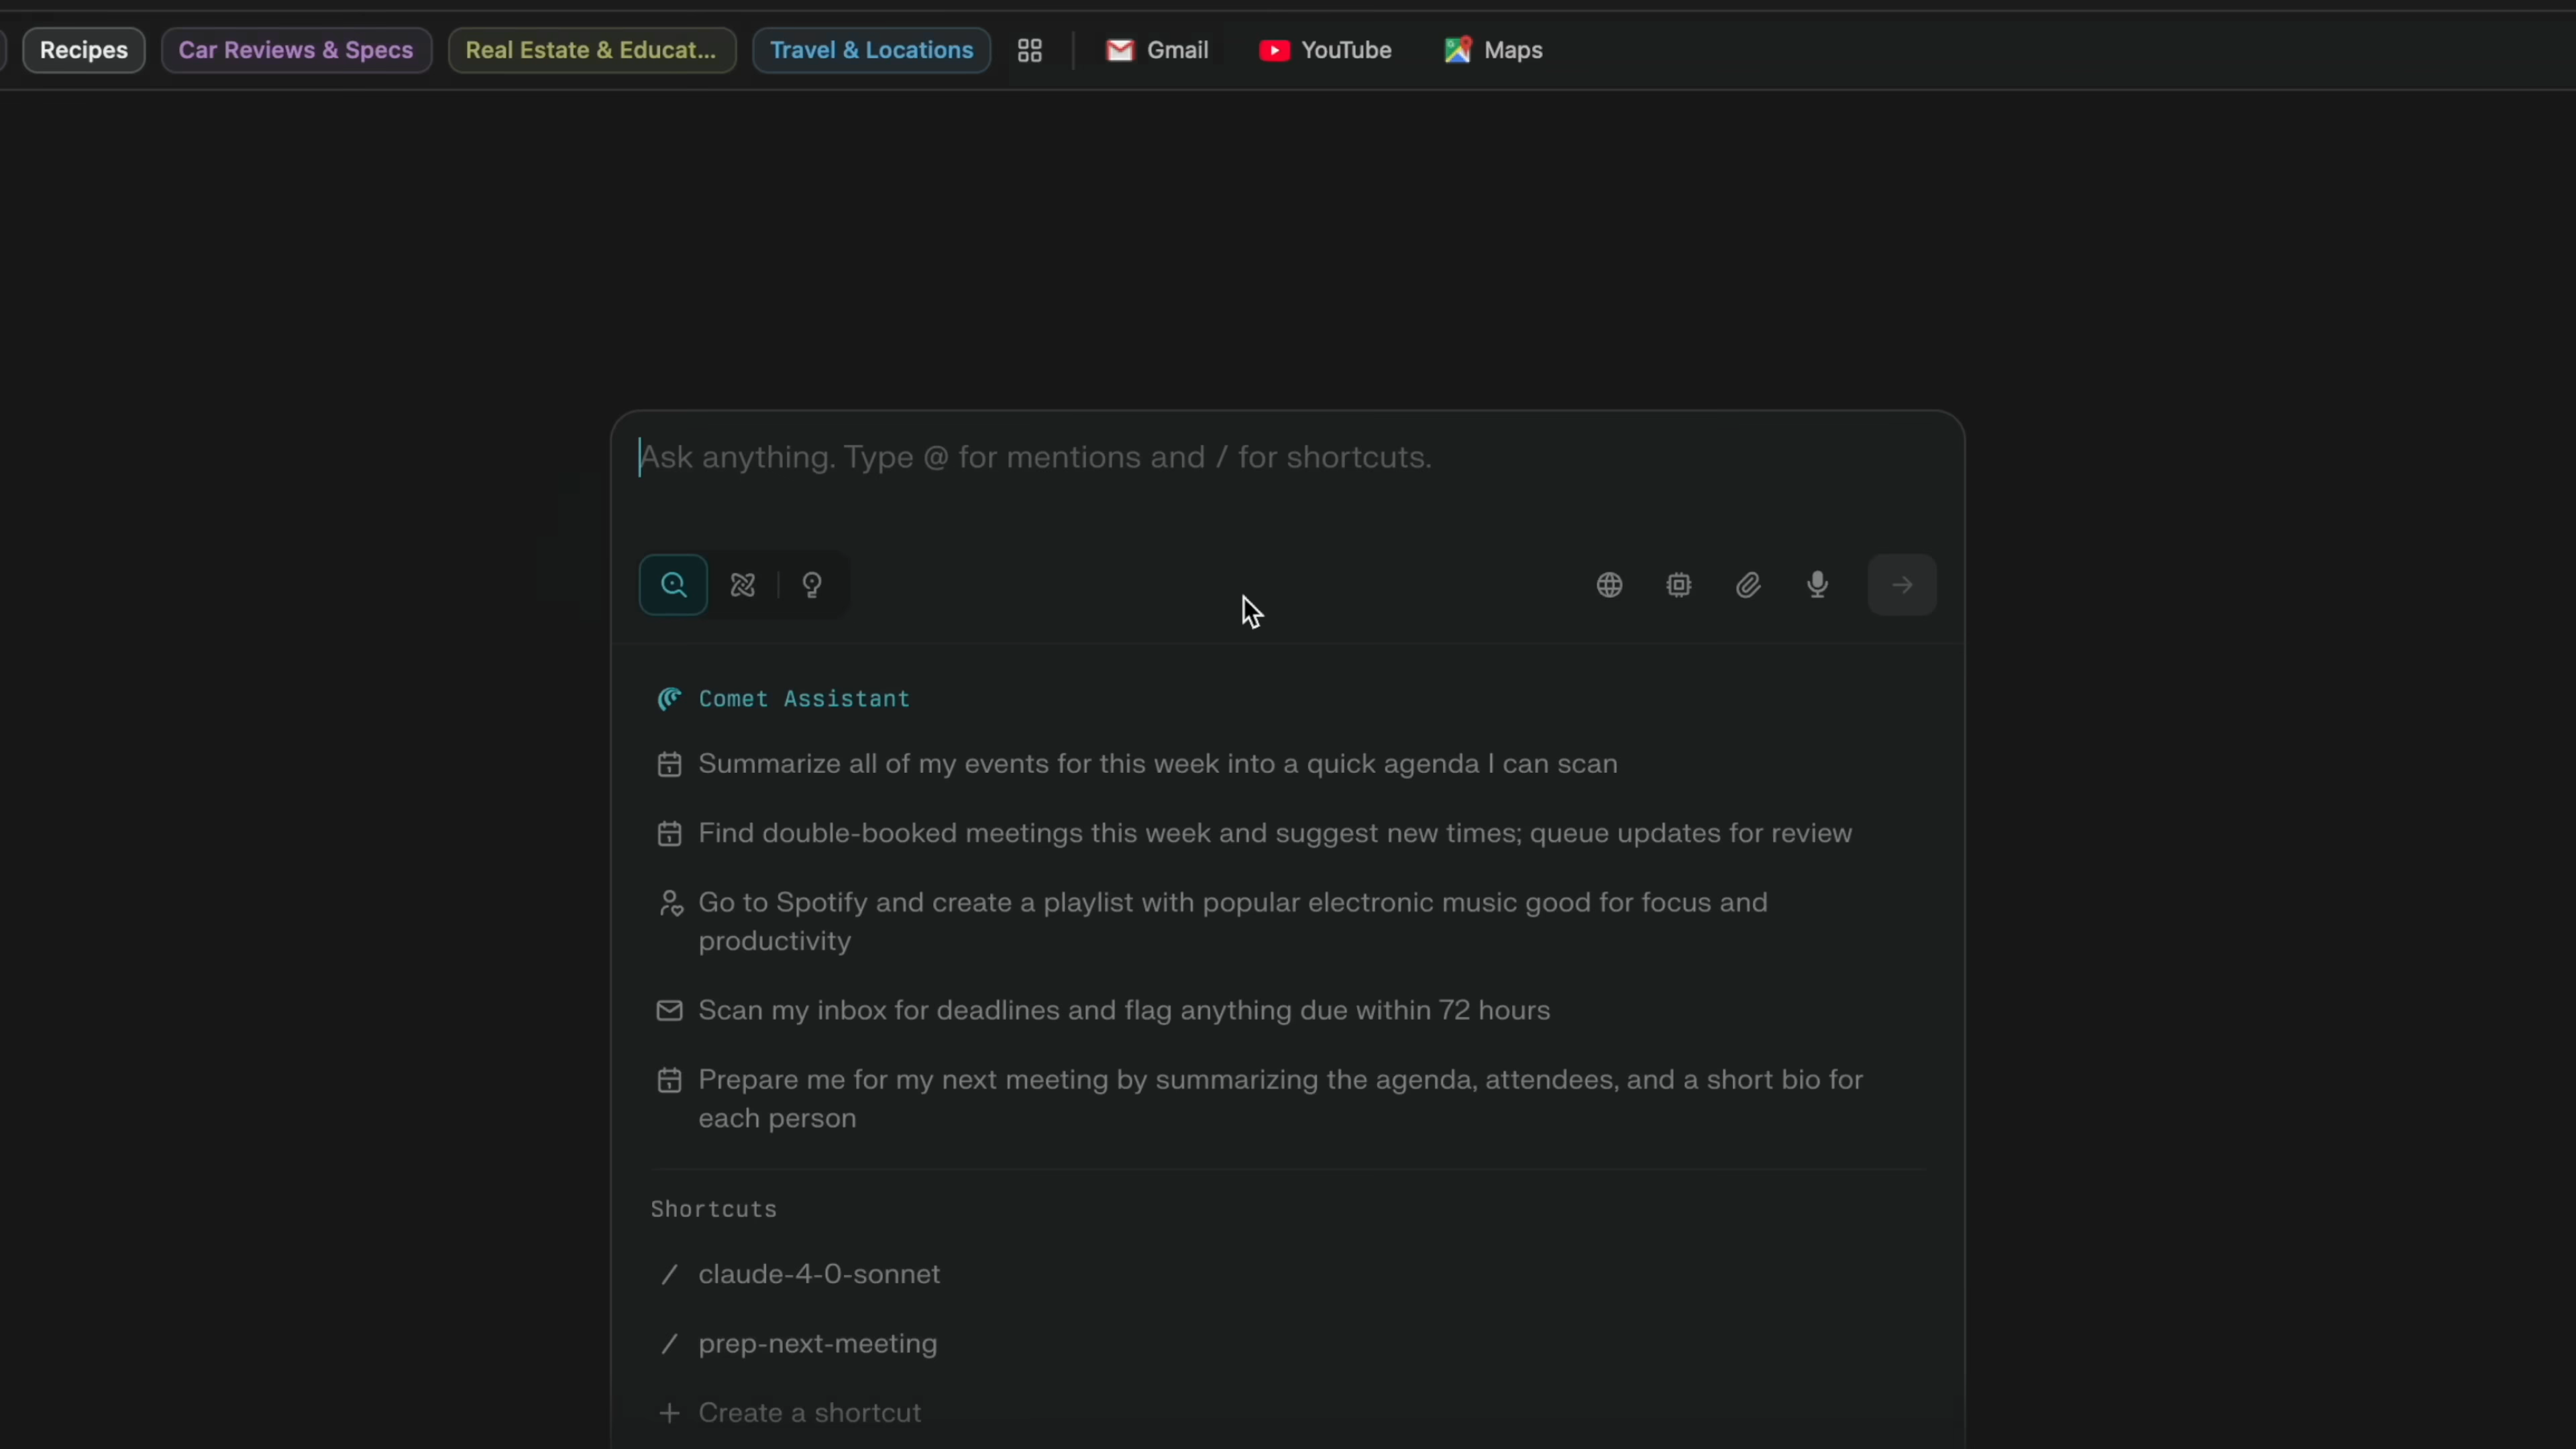 Recipes
Car Reviews & Specs
Real Estate & Educat...
Travel & Locations
Gmail
YouTube
Maps
Ask anything. Type @ for mentions and / for shortcuts.
Comet Assistant
Summarize all of my events for this week into a quick agenda I can scan
Find double-booked meetings this week and suggest new times; queue updates for review
Go to Spotify and create a playlist with popular electronic music good for focus and
productivity
Scan my inbox for deadlines and flag anything due within 72 hours
Prepare me for my next meeting by summarizing the agenda, attendees, and a short bio for
each person
Shortcuts
/ claude-4-0-sonnet
/ prep-next-meeting
+ Create a shortcut